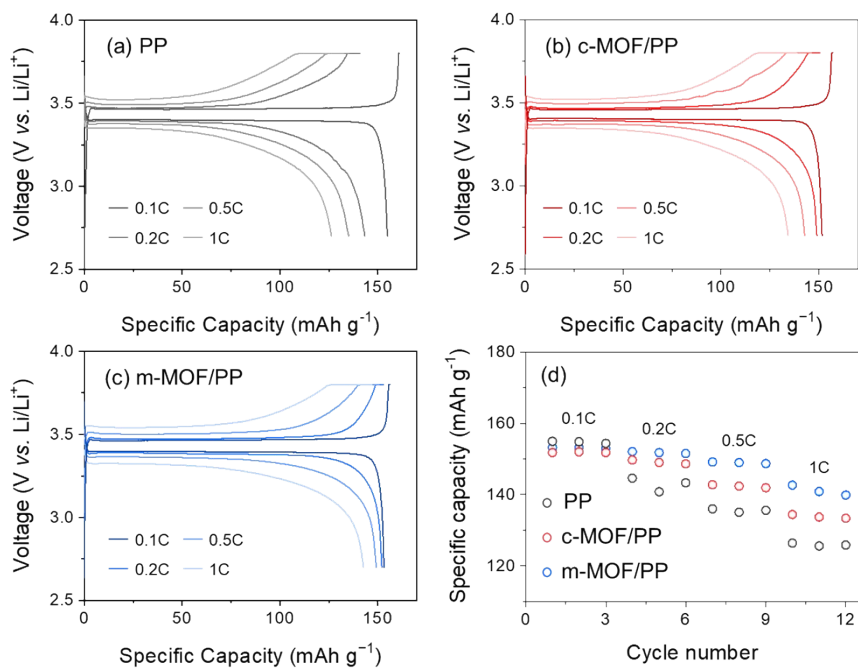 (a) PP
4.0
3.5
3.0
2.5
Voltage (V vs. Li/Li⁺)
0.1C
0.5C
0.2C
1C
0
50
100
150
Specific Capacity (mAh g⁻¹)
(b) c-MOF/PP
4.0
3.5
3.0
2.5
Voltage (V vs. Li/Li⁺)
0.1C
0.5C
0.2C
1C
0
50
100
150
Specific Capacity (mAh g⁻¹)
(c) m-MOF/PP
4.0
3.5
3.0
2.5
Voltage (V vs. Li/Li⁺)
0.1C
0.5C
0.2C
1C
0
50
100
150
Specific Capacity (mAh g⁻¹)
(d)
180
160
140
120
Specific capacity (mAh g⁻¹)
0.1C
0.2C
0.5C
1C
PP
c-MOF/PP
m-MOF/PP
0
3
6
9
12
Cycle number